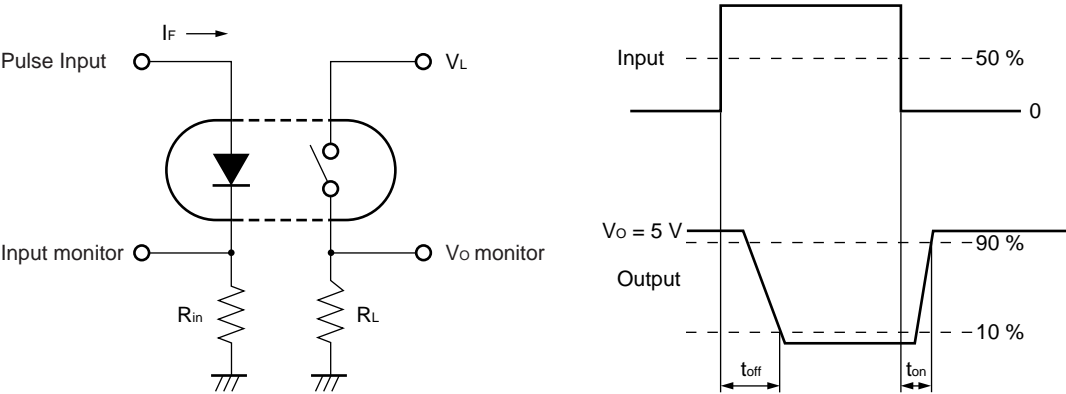 IF
Pulse Input
VL
Input monitor
VO monitor
Rin
RL
Input
50 %
0
VO = 5 V
90 %
Output
10 %
toff
ton